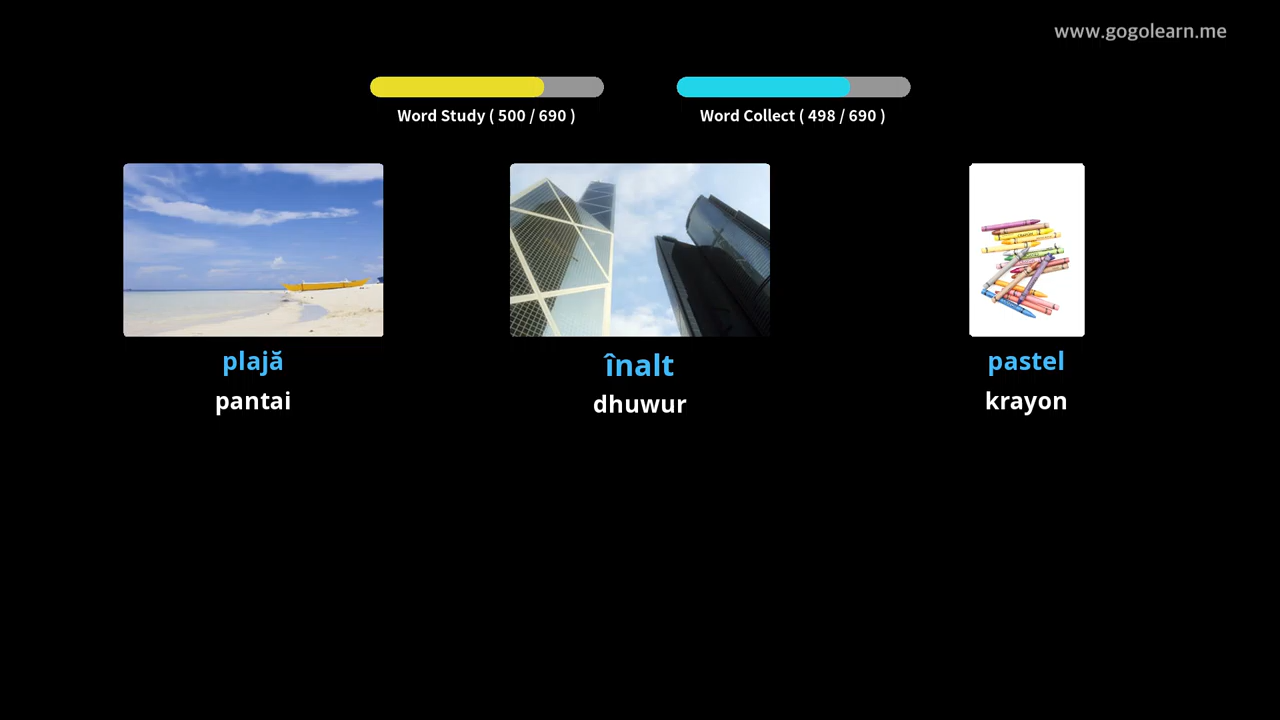 www.gogolearn.me
Word Study ( 500 / 690 )
Word Collect ( 498 / 690 )
plajă
înalt
pastel
pantai
dhuwur
krayon